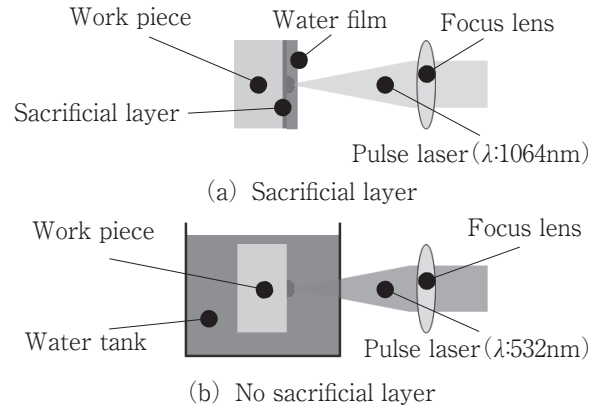 Work piece
Water film
Focus lens
Sacrificial layer
Pulse laser(λ:1064nm)
(a) Sacrificial layer
Work piece
Focus lens
Water tank
Pulse laser(λ:532nm)
(b) No sacrificial layer